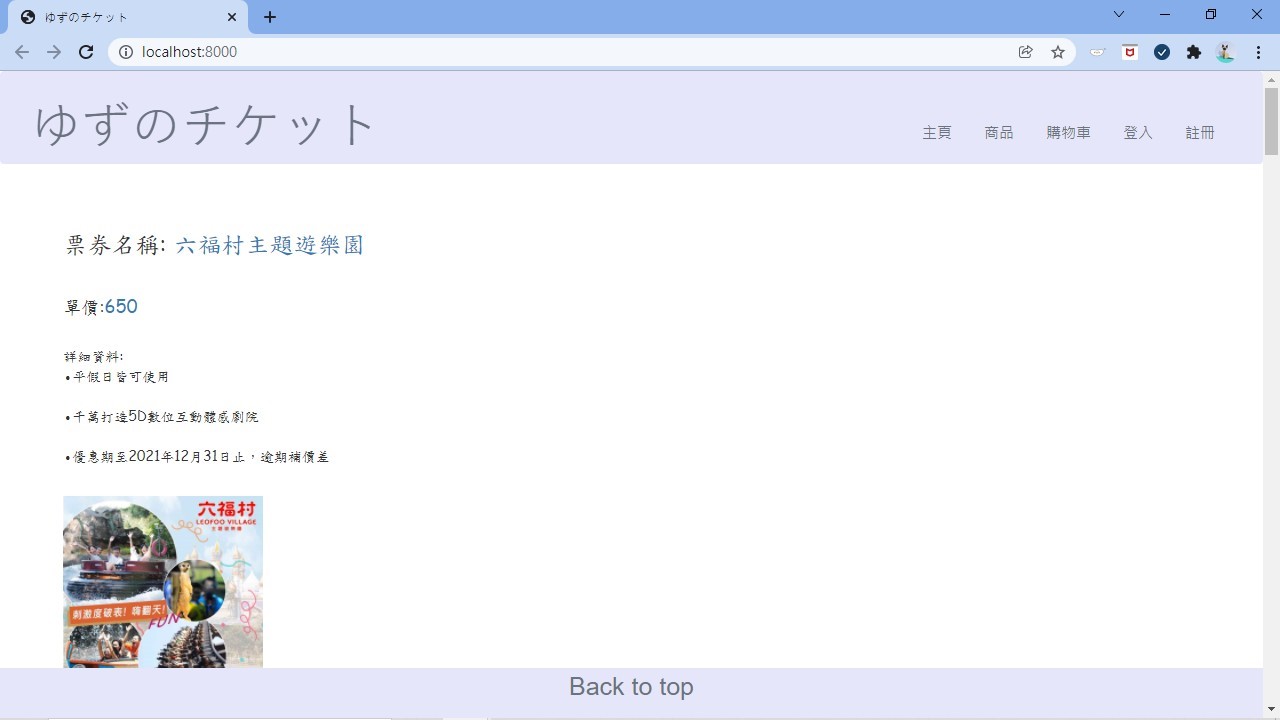 ゆずのチケット
localhost:8000
ゆずのチケット
主頁 商品 購物車 登入 註冊
票券名稱: 六福村主題遊樂園
單價:650
詳細資料:
•平假日皆可使用
•千萬打造5D數位互動體感劇院
•優惠期至2021年12月31日止，逾期補價差
六福村
LEOFOO VILLAGE
主題遊樂園
刺激度破表! 嗨翻天!
FUN
Back to top